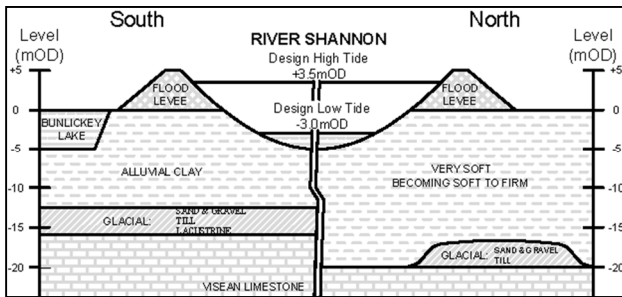 South
North
Level
(mOD)
RIVER SHANNON
Level
(mOD)
Design High Tide
+3.5mOD
+5
+5
FLOOD
LEVEE
FLOOD
LEVEE
Design Low Tide
-3.0mOD
0
0
BUNLICKEY
LAKE
-5
-5
ALLUVIAL CLAY
VERY SOFT
BECOMING SOFT TO FIRM
-10
-10
GLACIAL:
SAND & GRAVEL
TILL
LACUSTRINE
-15
-15
GLACIAL:
SAND & GRAVEL
TILL
-20
-20
VISEAN LIMESTONE